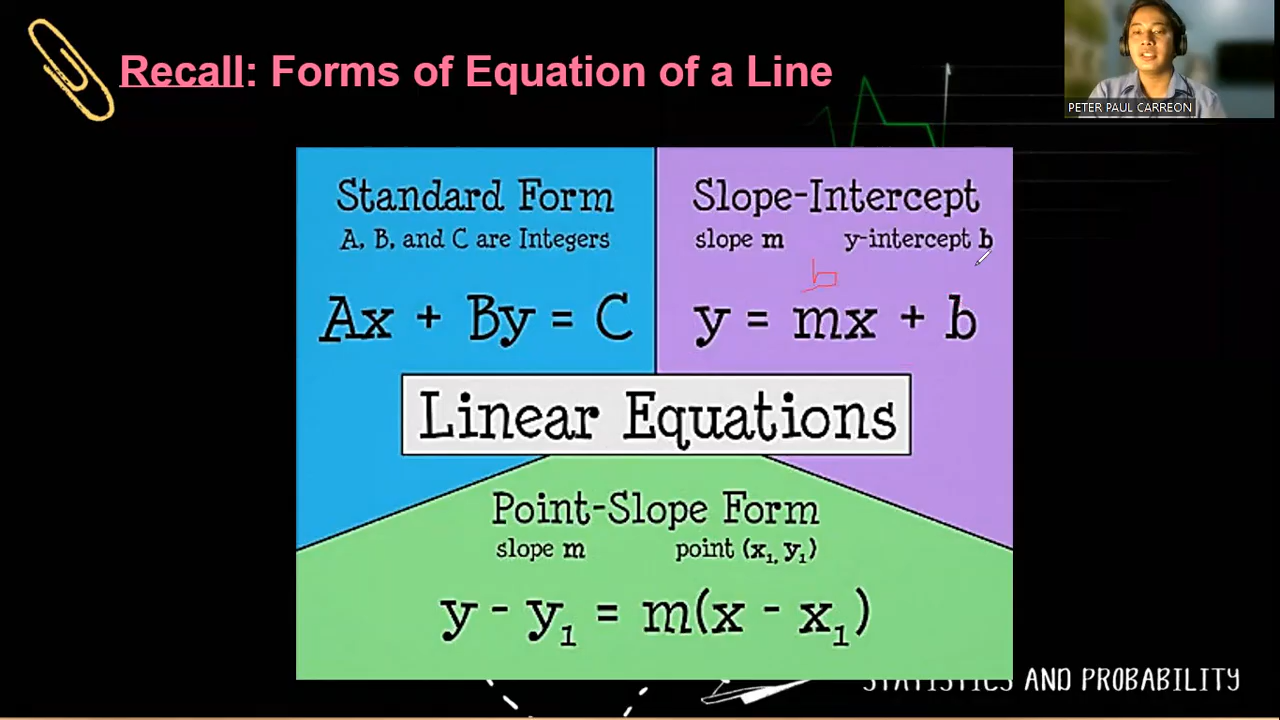 Recall: Forms of Equation of a Line
PETER PAUL CARREON
Standard Form
A, B, and C are Integers
Ax + By = C
Slope-Intercept
slope m y-intercept b
b
y = mx + b
Linear Equations
Point-Slope Form
slope m point (x₁, y₁)
y - y₁ = m(x - x₁)
STATISTICS AND PROBABILITY